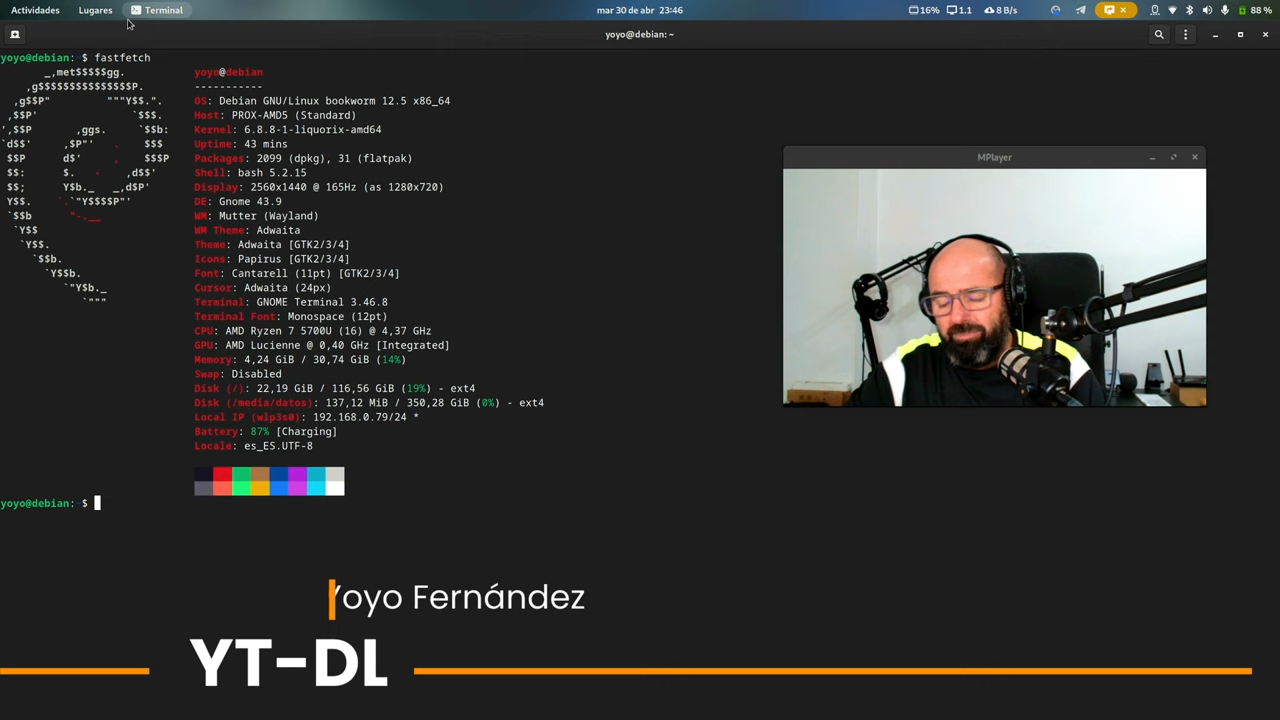 Actividades Lugares Terminal mar 30 de abr 23:46 16% 1.1 8 B/s 88 %
yoyo@debian: ~
yoyo@debian:~$ fastfetch
_,met$$$$$gg.
,g$$$$$$$$$$$$$$$P.
,g$$P" """Y$$.".
,$$P' `$$$.
',$$P ,ggs. `$$b:
`d$$' ,$P"' . $$$
$$P d$' , $$$P
$$: $. - ,d$$'
$$; Y$b._ _,d$P'
Y$$. `.`"Y$$$$P"'
`$$b "-.__
`Y$$
`Y$$.
`$$b.
`Y$$b.
`"Y$b._
`"""
yoyo@debian
-----------
OS: Debian GNU/Linux bookworm 12.5 x86_64
Host: PROX-AMD5 (Standard)
Kernel: 6.8.8-1-liquorix-amd64
Uptime: 43 mins
Packages: 2099 (dpkg), 31 (flatpak)
Shell: bash 5.2.15
Display: 2560x1440 @ 165Hz (as 1280x720)
DE: Gnome 43.9
WM: Mutter (Wayland)
WM Theme: Adwaita
Theme: Adwaita [GTK2/3/4]
Icons: Papirus [GTK2/3/4]
Font: Cantarell (11pt) [GTK2/3/4]
Cursor: Adwaita (24px)
Terminal: GNOME Terminal 3.46.8
Terminal Font: Monospace (12pt)
CPU: AMD Ryzen 7 5700U (16) @ 4,37 GHz
GPU: AMD Lucienne @ 0,40 GHz [Integrated]
Memory: 4,24 GiB / 30,74 GiB (14%)
Swap: Disabled
Disk (/): 22,19 GiB / 116,56 GiB (19%) - ext4
Disk (/media/datos): 137,12 MiB / 350,28 GiB (0%) - ext4
Local IP (wlp3s0): 192.168.0.79/24 *
Battery: 87% [Charging]
Locale: es_ES.UTF-8
yoyo@debian:~$
MPlayer
Yoyo Fernández
YT-DL